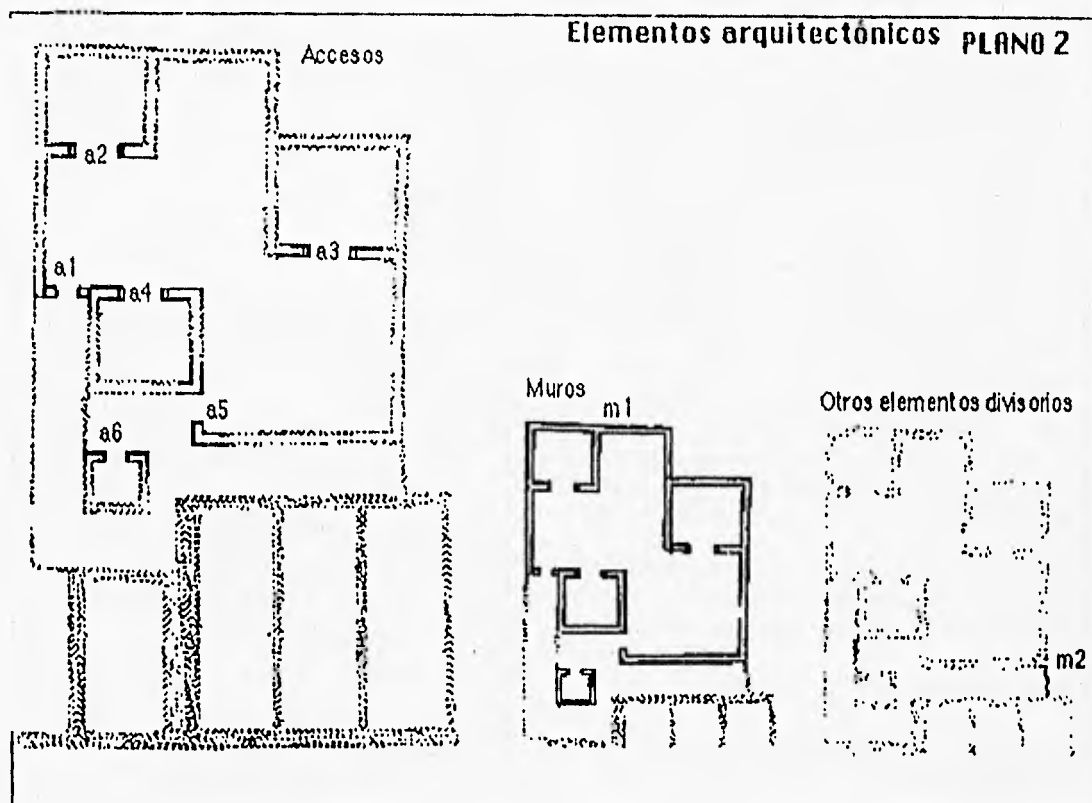 Elementos arquitectónicos PLANO 2
Accesos
a2
a3
a1
a4
a5
a6
Muros
m1
Otros elementos divisorios
m2